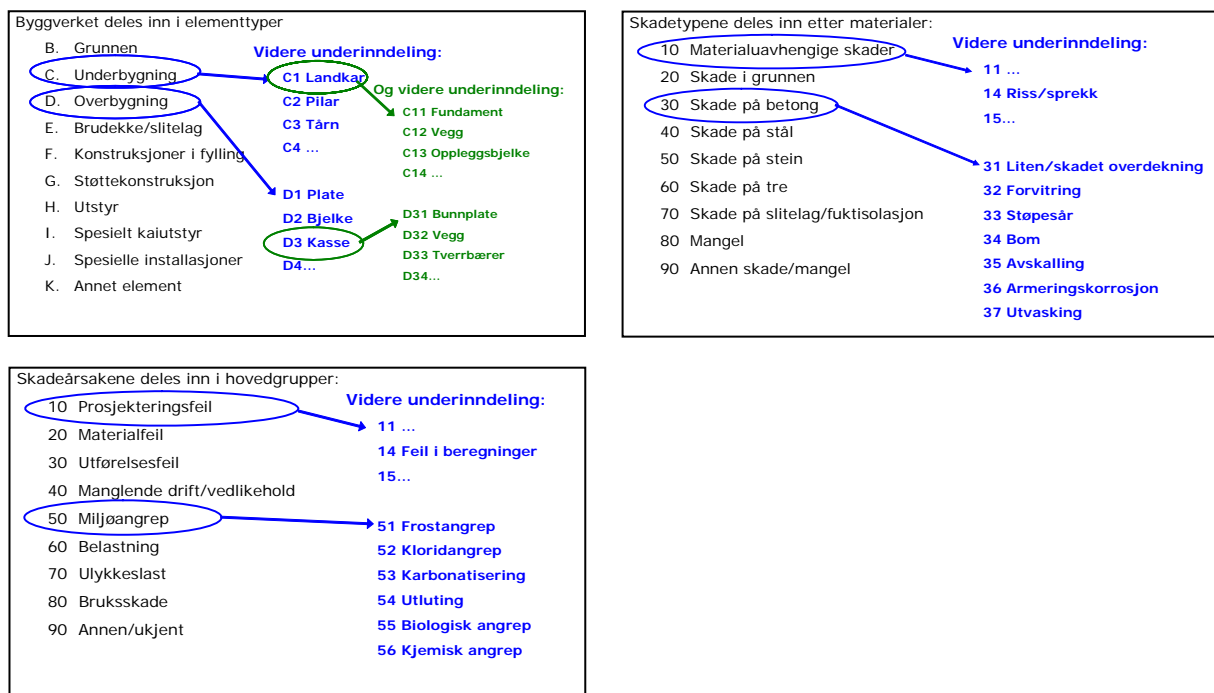 Byggverket deles inn i elementtyper
B. Grunnen
C. Underbygning
D. Overbygning
E. Brudekke/slitelag
F. Konstruksjoner i fylling
G. Støttekonstruksjon
H. Utstyr
I. Spesielt kaiutstyr
J. Spesielle installasjoner
K. Annet element
Videre underinndeling:
C1 Landkar
C2 Pilar
C3 Tårn
C4 ...
Og videre underinndeling:
C11 Fundament
C12 Vegg
C13 Oppleggsbjelke
C14 ...
D1 Plate
D2 Bjelke
D3 Kasse
D4...
D31 Bunnplate
D32 Vegg
D33 Tverrbærer
D34...
Skadetypene deles inn etter materialer:
10 Materialuavhengige skader
20 Skade i grunnen
30 Skade på betong
40 Skade på stål
50 Skade på stein
60 Skade på tre
70 Skade på slitelag/fuktisolasjon
80 Mangel
90 Annen skade/mangel
Videre underinndeling:
11 ...
14 Riss/sprekk
15...
31 Liten/skadet overdekning
32 Forvitring
33 Støpesår
34 Bom
35 Avskalling
36 Armeringskorrosjon
37 Utvasking
Skadeårsakene deles inn i hovedgrupper:
10 Prosjekteringsfeil
20 Materialfeil
30 Utførelsesfeil
40 Manglende drift/vedlikehold
50 Miljøangrep
60 Belastning
70 Ulykkeslast
80 Bruksskade
90 Annen/ukjent
Videre underinndeling:
11 ...
14 Feil i beregninger
15...
51 Frostangrep
52 Kloridangrep
53 Karbonatisering
54 Utluting
55 Biologisk angrep
56 Kjemisk angrep